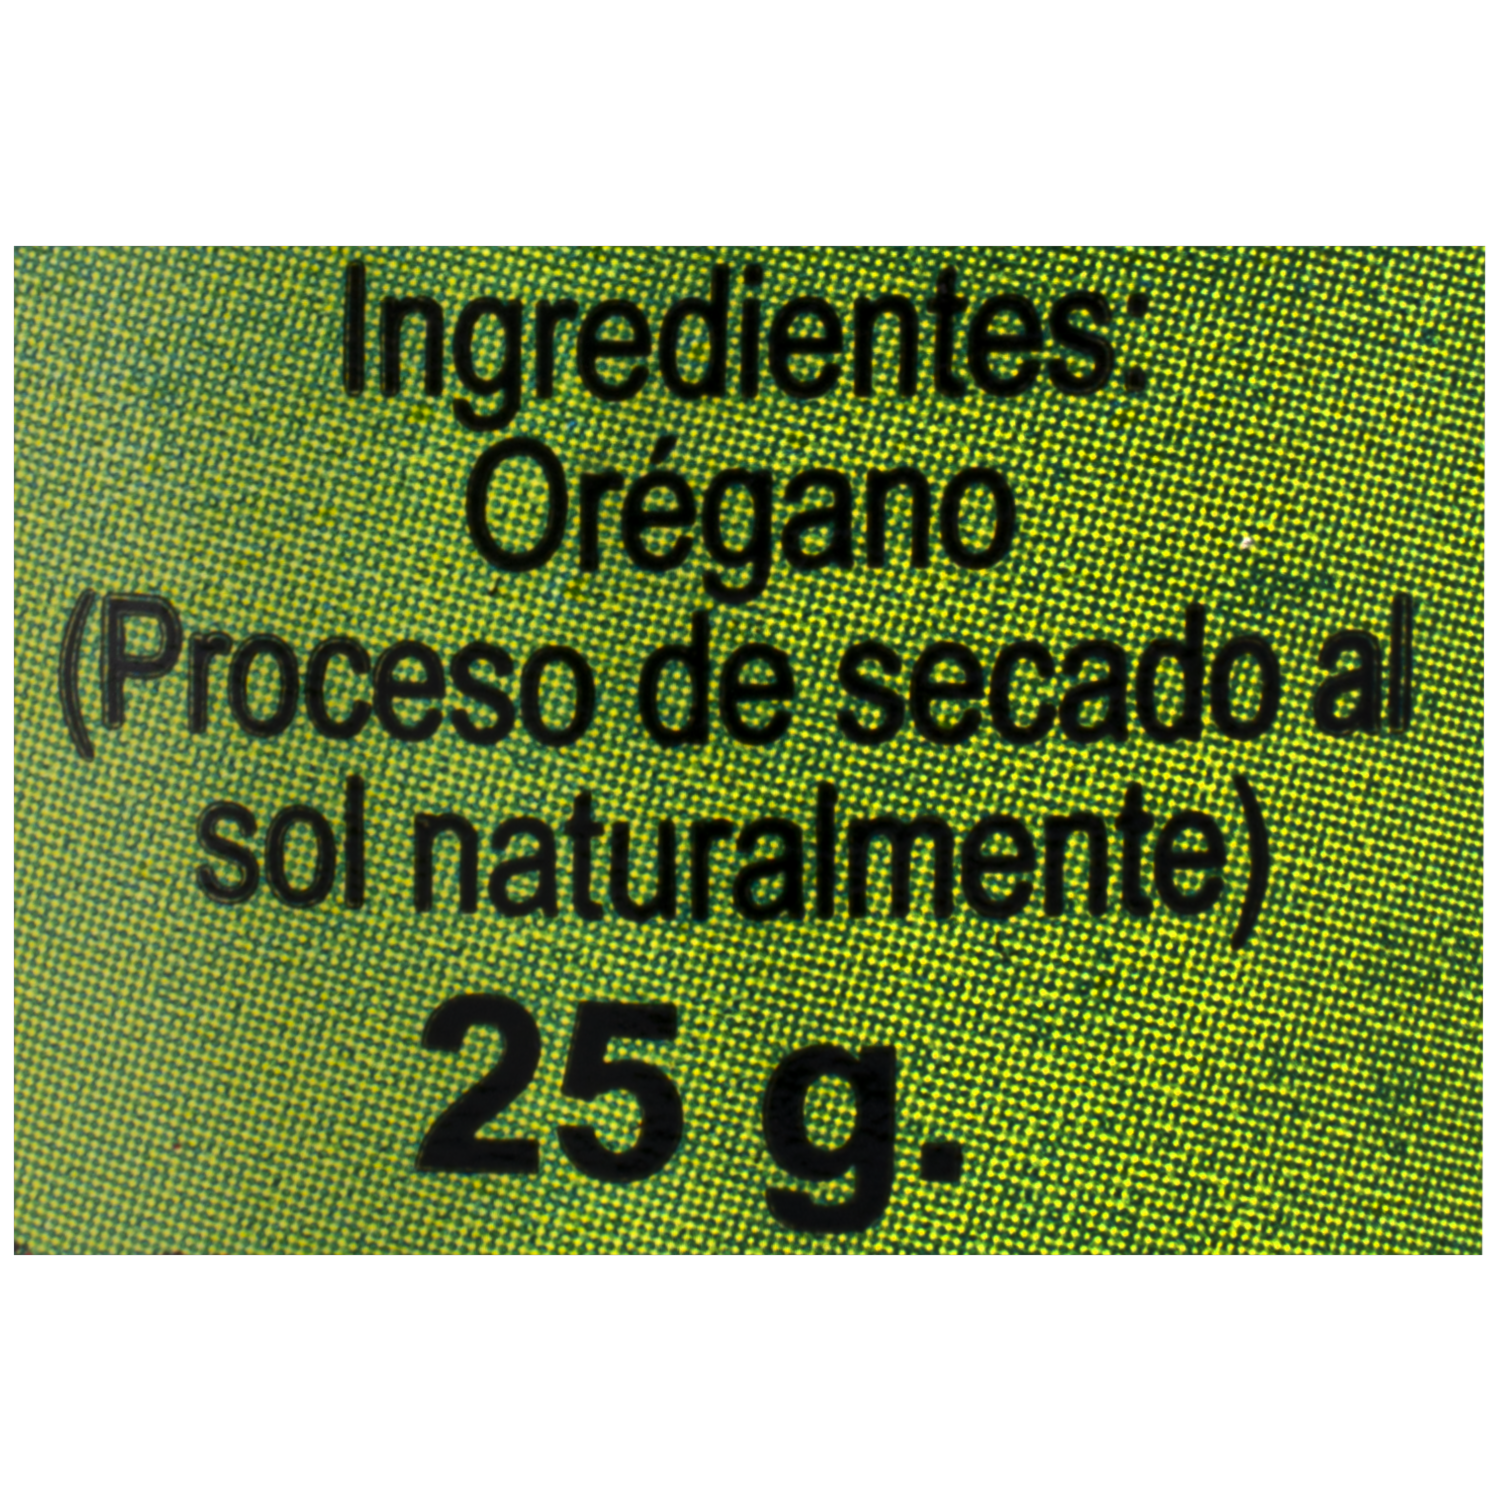 Ingredientes:
Orégano
(Proceso de secado al
sol naturalmente)
25 g.